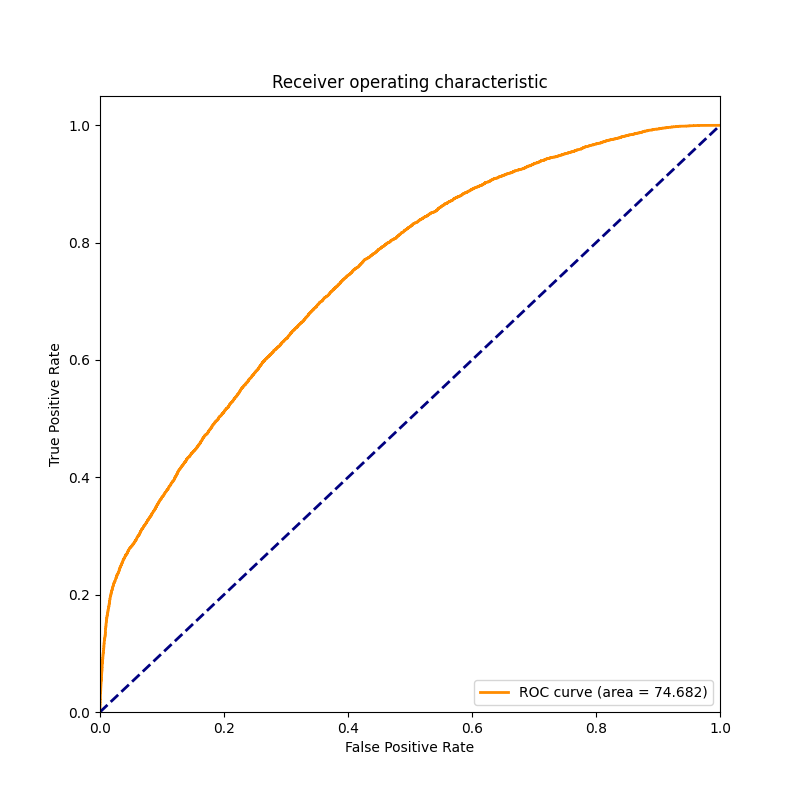 Receiver operating characteristic
True Positive Rate
1.0
0.8
0.6
0.4
0.2
0.0
ROC curve (area = 74.682)
0.0 0.2 0.4 0.6 0.8 1.0
False Positive Rate